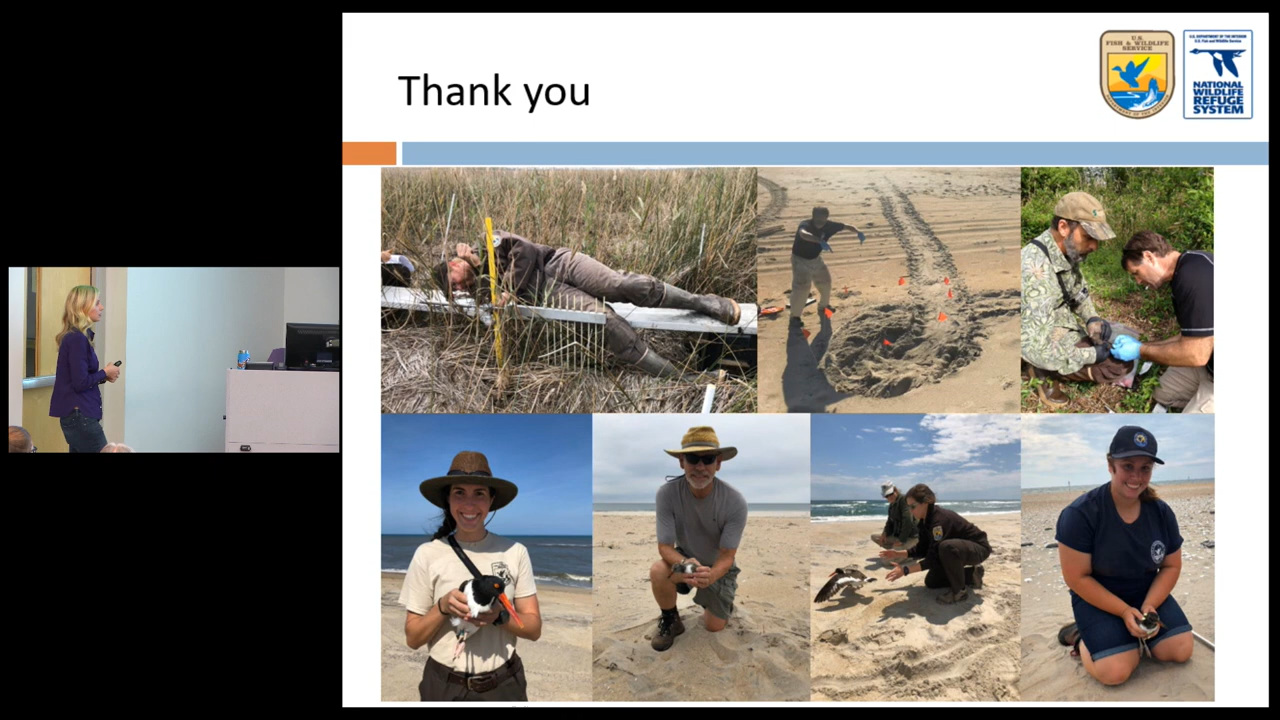 Thank you
U.S.
FISH & WILDLIFE
SERVICE
U.S. DEPARTMENT OF THE INTERIOR
U.S. Fish and Wildlife Service
NATIONAL
WILDLIFE
REFUGE
SYSTEM